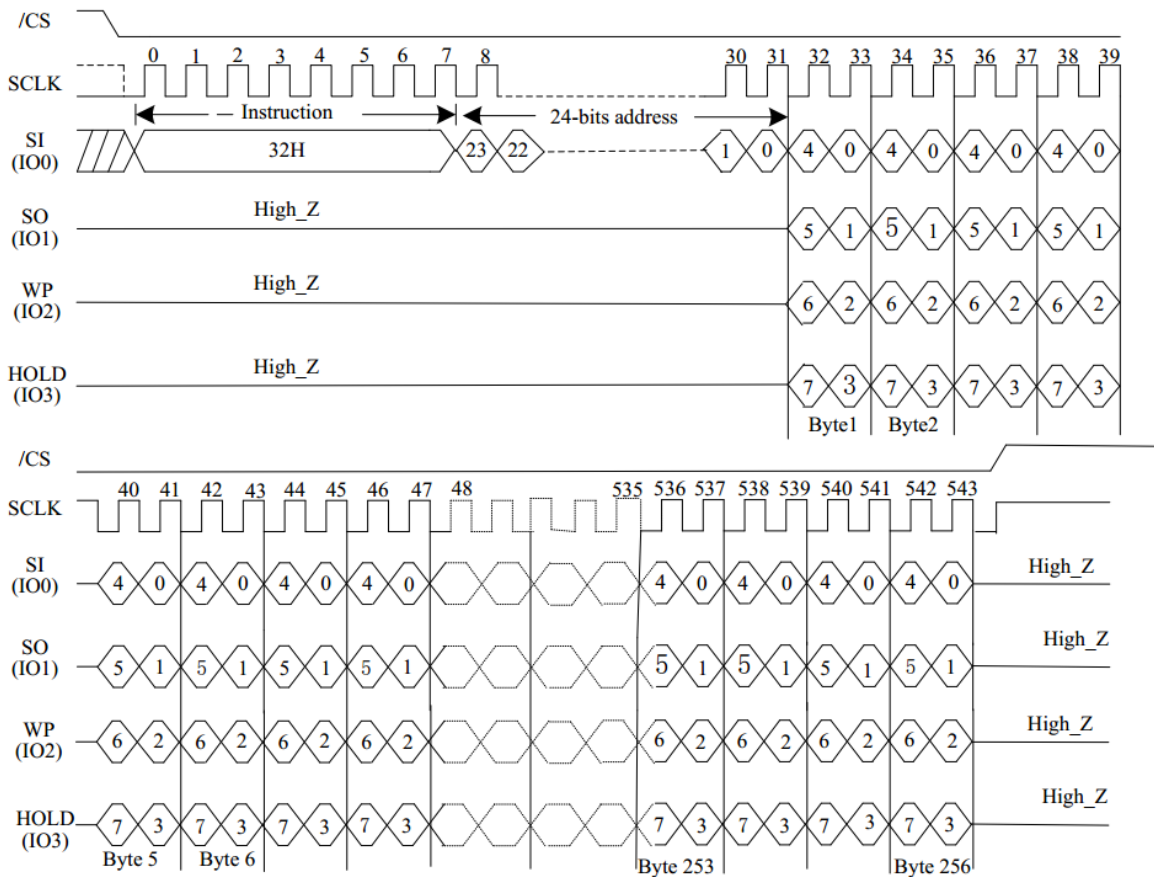 /CS
0 1 2 3 4 5 6 7 8 30 31 32 33 34 35 36 37 38 39
SCLK
Instruction 24-bits address
SI
(IO0)
32H 23 22 1 0 4 0 4 0 4 0 4 0
SO
(IO1)
High_Z 5 1 5 1 5 1 5 1
WP
(IO2)
High_Z 6 2 6 2 6 2 6 2
HOLD
(IO3)
High_Z 7 3 7 3 7 3 7 3
Byte1 Byte2
/CS
40 41 42 43 44 45 46 47 48 535 536 537 538 539 540 541 542 543
SCLK
SI
(IO0)
4 0 4 0 4 0 4 0 4 0 4 0 4 0 4 0 High_Z
SO
(IO1)
5 1 5 1 5 1 5 1 5 1 5 1 5 1 5 1 High_Z
WP
(IO2)
6 2 6 2 6 2 6 2 6 2 6 2 6 2 6 2 High_Z
HOLD
(IO3)
7 3 7 3 7 3 7 3 7 3 7 3 7 3 7 3 High_Z
Byte 5 Byte 6 Byte 253 Byte 256